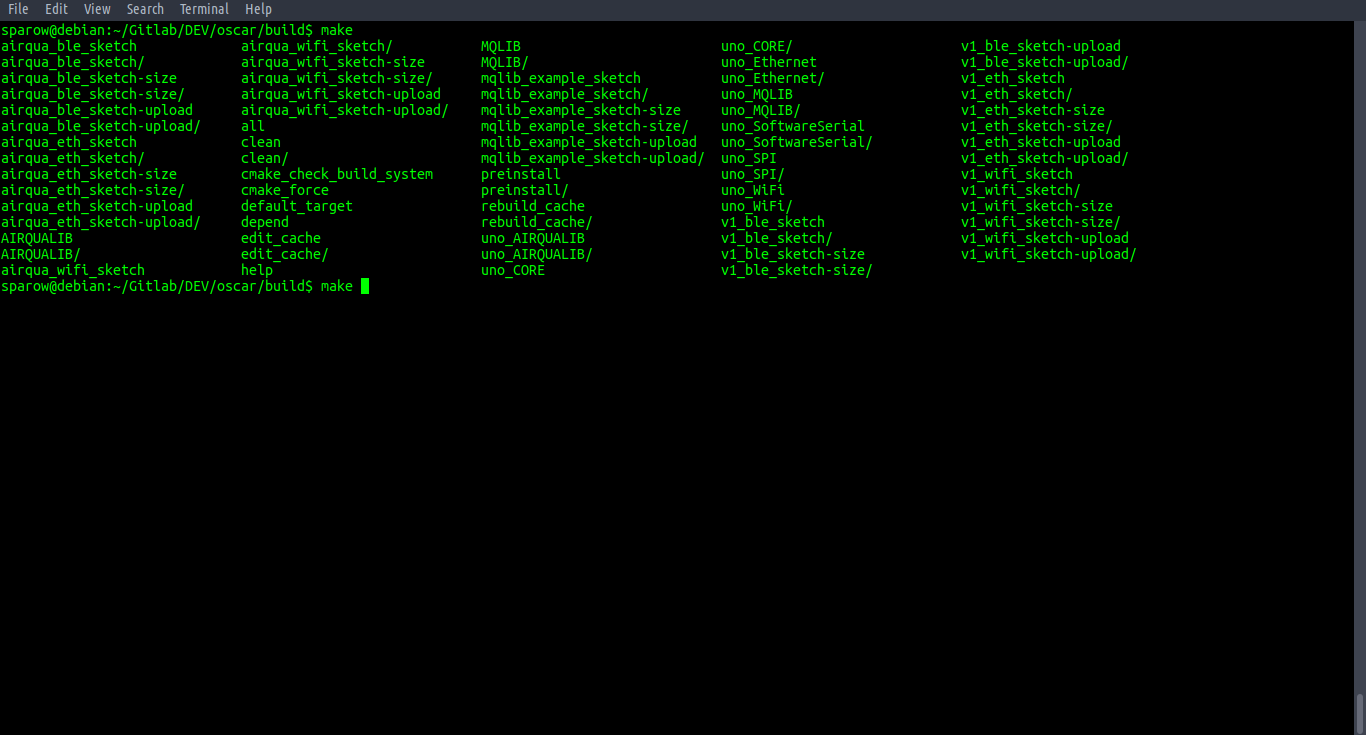 File Edit View Search Terminal Help
sparow@debian:~/Gitlab/DEV/oscar/build$ make
airqua_ble_sketch airqua_wifi_sketch/ MQLIB uno_CORE/ v1_ble_sketch-upload
airqua_ble_sketch/ airqua_wifi_sketch-size MQLIB/ uno_Ethernet v1_ble_sketch-upload/
airqua_ble_sketch-size airqua_wifi_sketch-size/ mqlib_example_sketch uno_Ethernet/ v1_eth_sketch
airqua_ble_sketch-size/ airqua_wifi_sketch-upload mqlib_example_sketch/ uno_MQLIB v1_eth_sketch/
airqua_ble_sketch-upload airqua_wifi_sketch-upload/ mqlib_example_sketch-size uno_MQLIB/ v1_eth_sketch-size
airqua_ble_sketch-upload/ all mqlib_example_sketch-size/ uno_SoftwareSerial v1_eth_sketch-size/
airqua_eth_sketch clean mqlib_example_sketch-upload uno_SoftwareSerial/ v1_eth_sketch-upload
airqua_eth_sketch/ clean/ mqlib_example_sketch-upload/ uno_SPI v1_eth_sketch-upload/
airqua_eth_sketch-size cmake_check_build_system preinstall uno_SPI/ v1_wifi_sketch
airqua_eth_sketch-size/ cmake_force preinstall/ uno_WiFi v1_wifi_sketch/
airqua_eth_sketch-upload default_target rebuild_cache uno_WiFi/ v1_wifi_sketch-size
airqua_eth_sketch-upload/ depend rebuild_cache/ v1_ble_sketch v1_wifi_sketch-size/
AIRQUALIB edit_cache uno_AIRQUALIB v1_ble_sketch/ v1_wifi_sketch-upload
AIRQUALIB/ edit_cache/ uno_AIRQUALIB/ v1_ble_sketch-size v1_wifi_sketch-upload/
airqua_wifi_sketch help uno_CORE v1_ble_sketch-size/
sparow@debian:~/Gitlab/DEV/oscar/build$ make